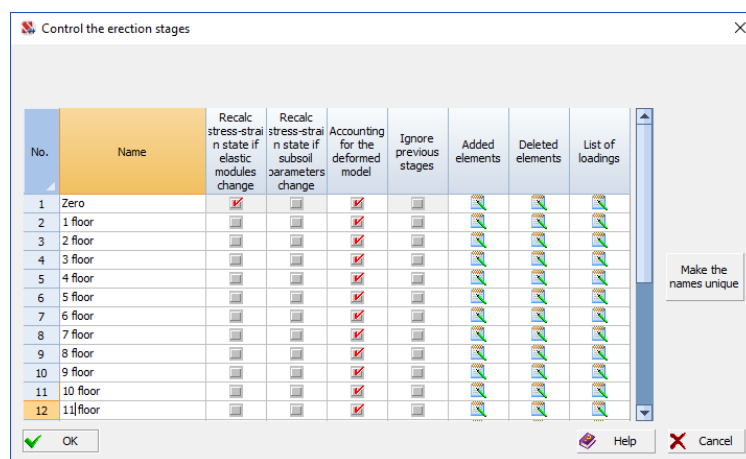 Control the erection stages
No.
Name
Recalc
stress-strai
n state if
elastic
modules
change
Recalc
stress-strai
n state if
subsoil
parameters
change
Accounting
for the
deformed
model
Ignore
previous
stages
Added
elements
Deleted
elements
List of
loadings
1 Zero
2 1 floor
3 2 floor
4 3 floor
5 4 floor
6 5 floor
7 6 floor
8 7 floor
9 8 floor
10 9 floor
11 10 floor
12 11 floor
Make the
names unique
OK
Help
Cancel